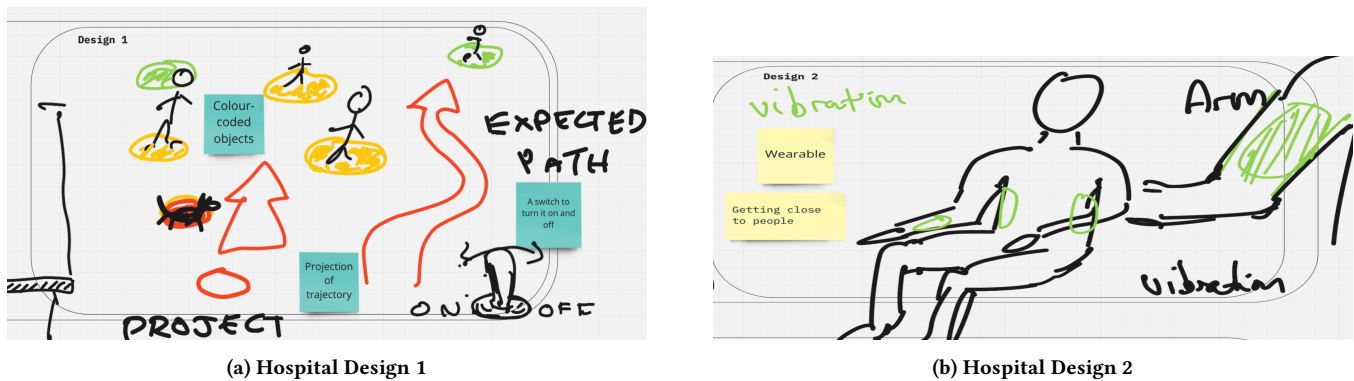 Design 1
Colour-
coded
objects
EXPECTED
PATH
A switch to
turn it on and
off
Projection
of
trajectory
ON
OFF
PROJECT
(a) Hospital Design 1
Design 2
vibration
Wearable
Getting close
to people
Arm
vibration
(b) Hospital Design 2